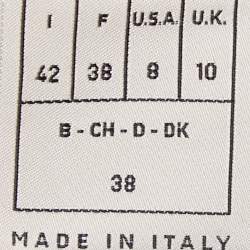 I F U.S.A. U.K.
42 38 8 10
B - CH - D - DK
38
MADE IN ITALY